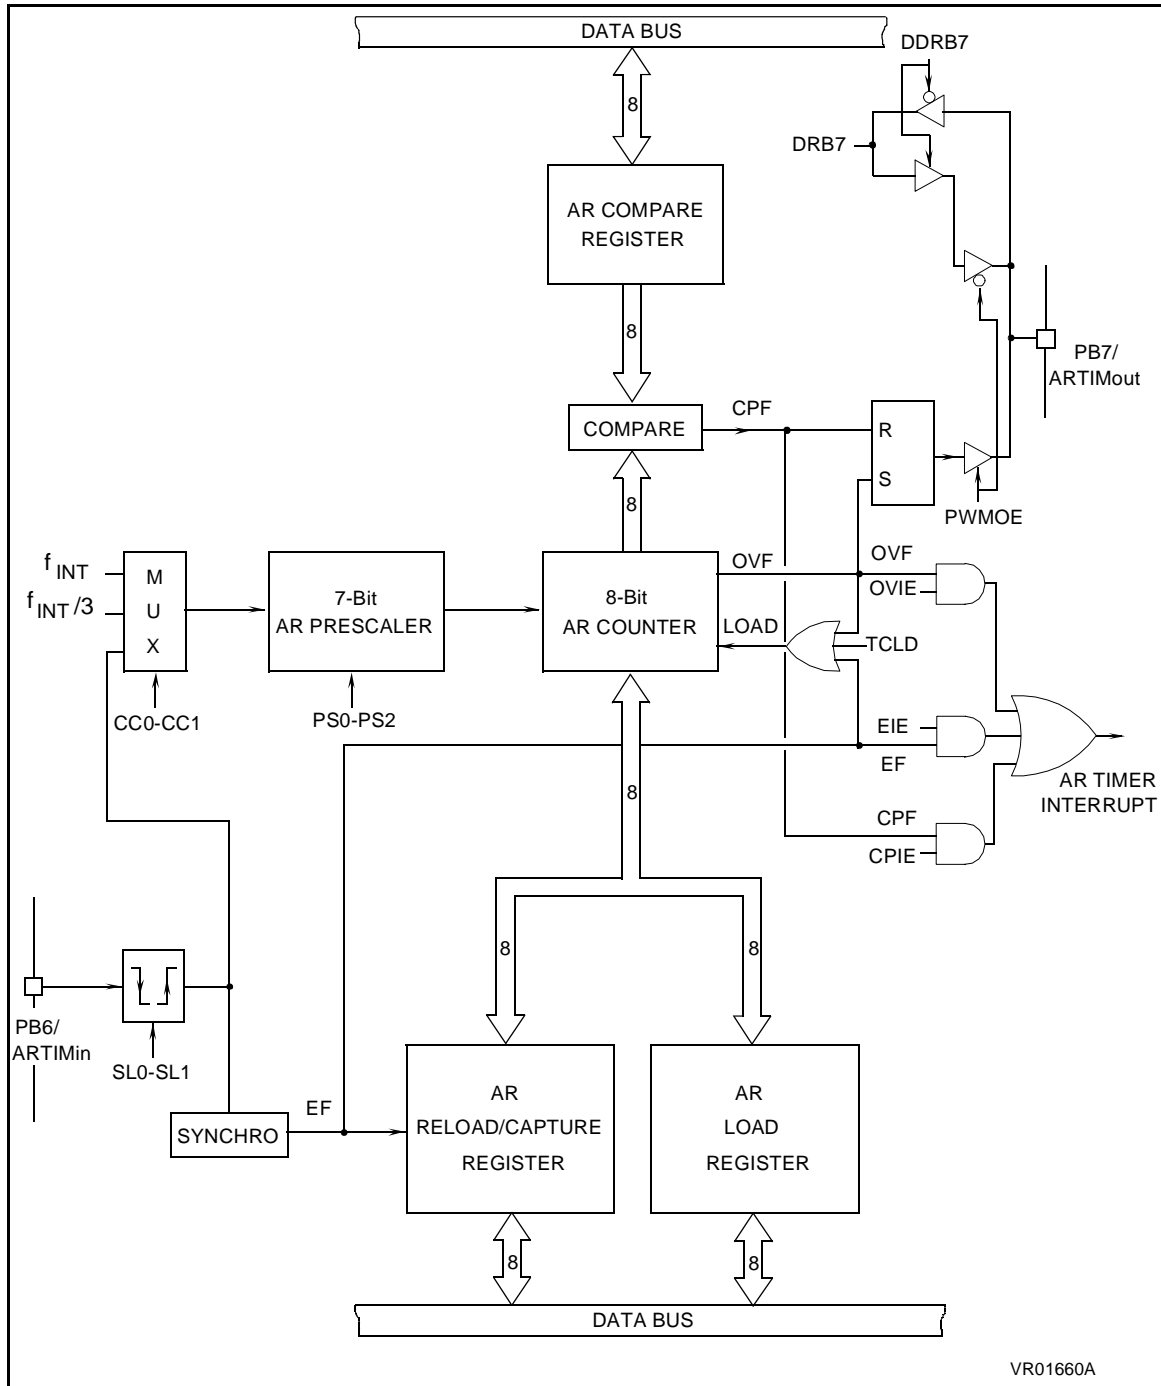 DATA BUS
DDRB7
8
DRB7
AR COMPARE
REGISTER
8
PB7/
ARTIMout
CPF
COMPARE
R
S
8
PWMOE
f INT
M
OVF
OVF
7-Bit
8-Bit
OVIE
f INT /3
U
AR PRESCALER
AR COUNTER
LOAD
X
TCLD
CC0-CC1
PS0-PS2
EIE
EF
AR TIMER
INTERRUPT
8
CPF
CPIE
8
8
PB6/
ARTIMin
SL0-SL1
EF
SYNCHRO
AR
RELOAD/CAPTURE
REGISTER
AR
LOAD
REGISTER
8
8
DATA BUS
VR01660A